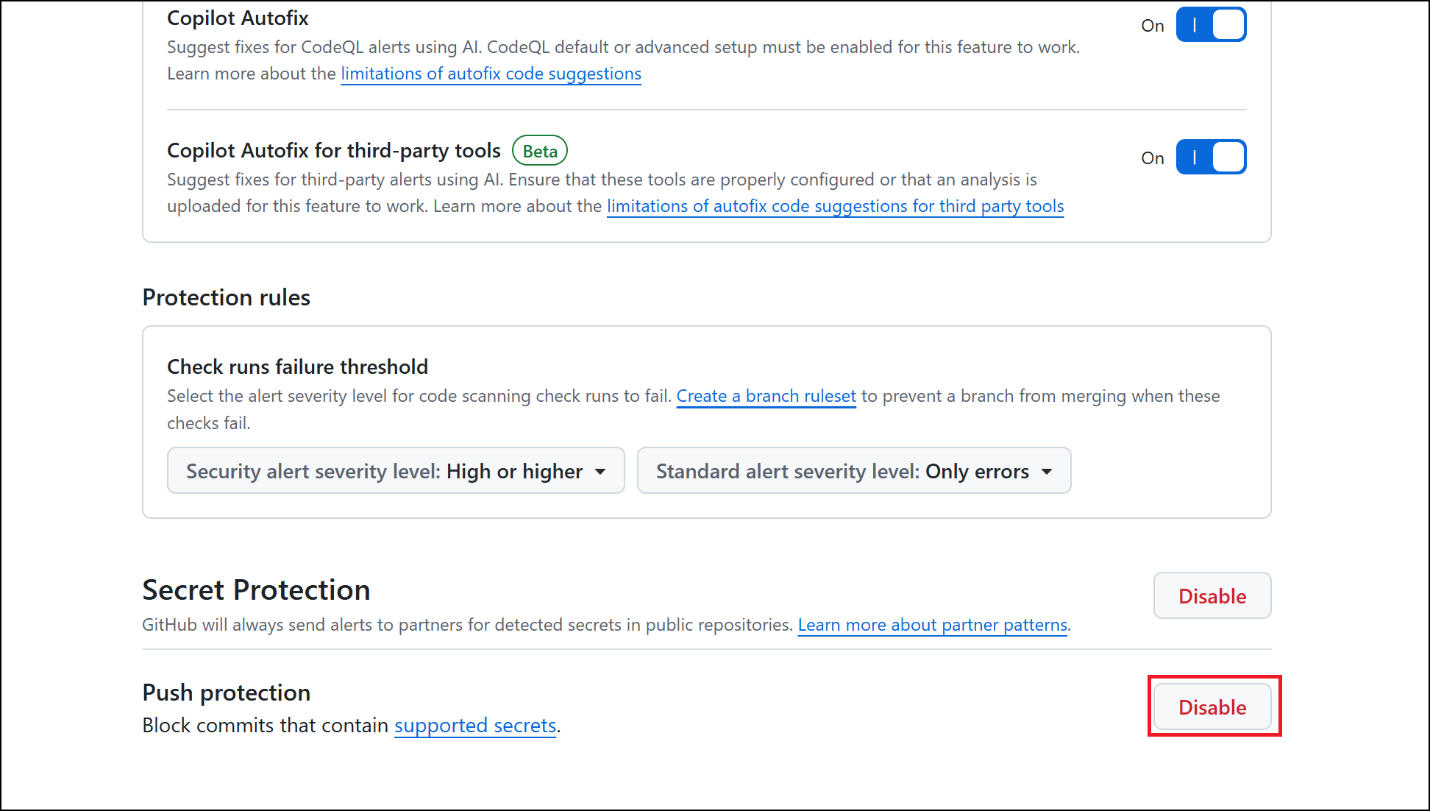 Copilot Autofix
On
Suggest fixes for CodeQL alerts using AI. CodeQL default or advanced setup must be enabled for this feature to work.
Learn more about the limitations of autofix code suggestions
Copilot Autofix for third-party tools Beta
On
Suggest fixes for third-party alerts using AI. Ensure that these tools are properly configured or that an analysis is
uploaded for this feature to work. Learn more about the limitations of autofix code suggestions for third party tools
Protection rules
Check runs failure threshold
Select the alert severity level for code scanning check runs to fail. Create a branch ruleset to prevent a branch from merging when these
checks fail.
Security alert severity level: High or higher
Standard alert severity level: Only errors
Secret Protection
Disable
GitHub will always send alerts to partners for detected secrets in public repositories. Learn more about partner patterns.
Push protection
Disable
Block commits that contain supported secrets.